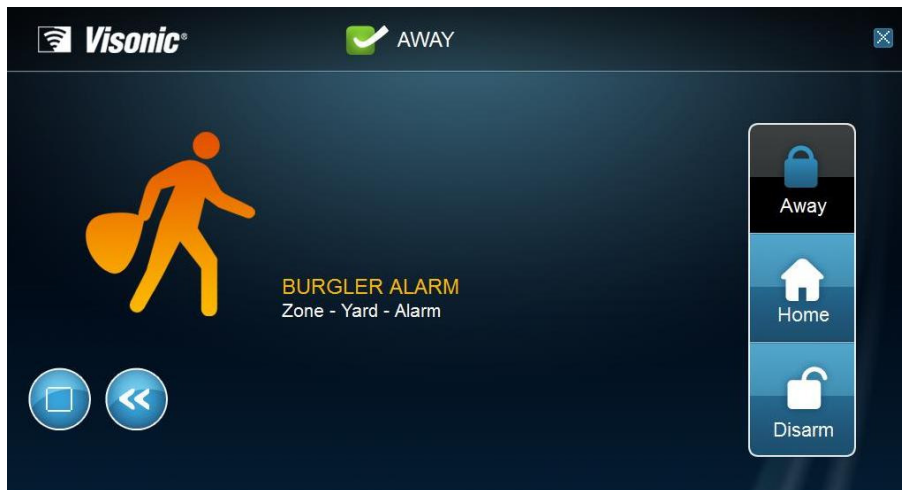 Visonic®
AWAY
BURGLER ALARM
Zone - Yard - Alarm
Away
Home
Disarm